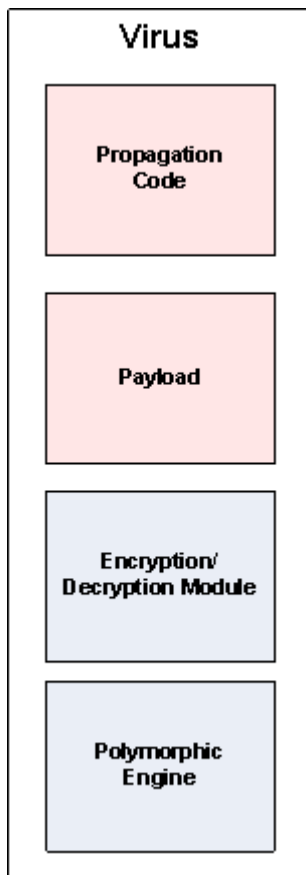 Virus
Propagation
Code
Payload
Encryption/
Decryption Module
Polymorphic
Engine